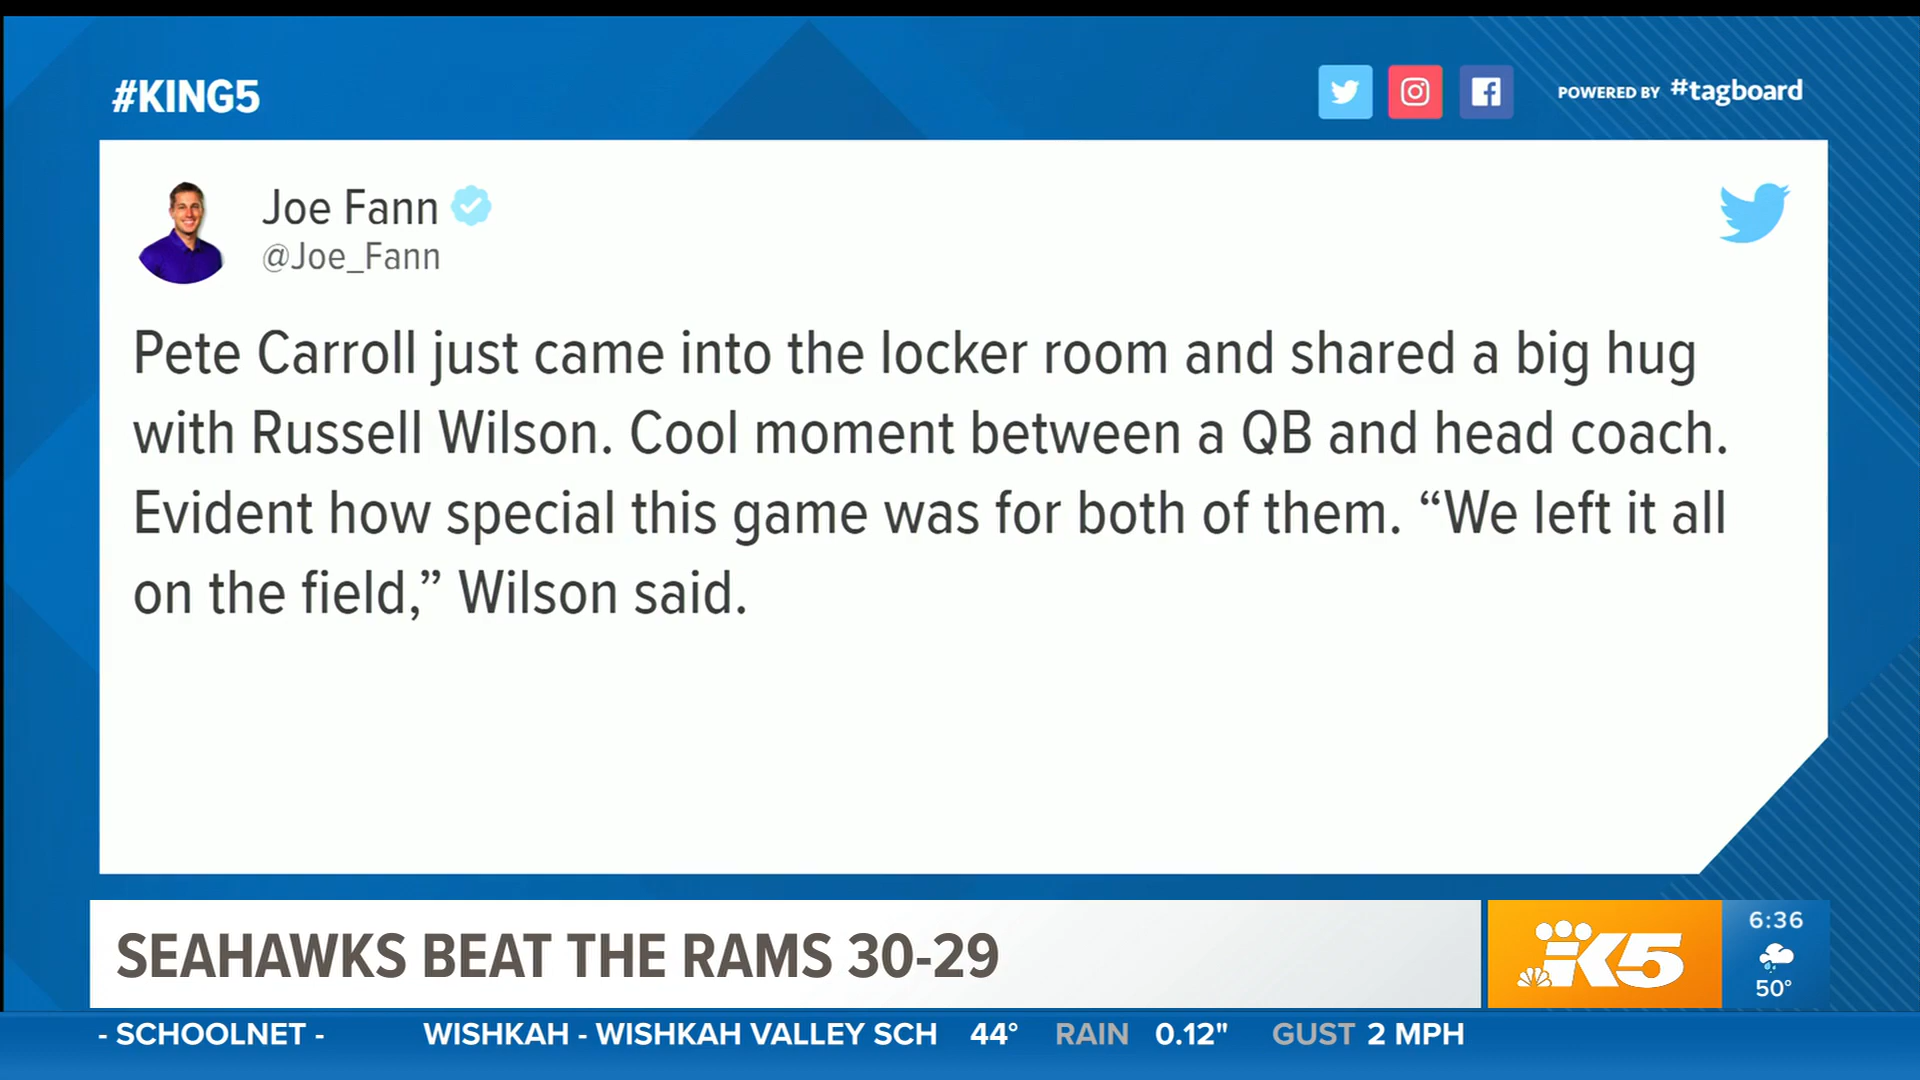 #KING5
POWERED BY #tagboard
Joe Fann
@Joe_Fann
Pete Carroll just came into the locker room and shared a big hug
with Russell Wilson. Cool moment between a QB and head coach.
Evident how special this game was for both of them. “We left it all
on the field,” Wilson said.
SEAHAWKS BEAT THE RAMS 30-29
K5
6:36
50°
- SCHOOLNET - WISHKAH - WISHKAH VALLEY SCH 44° RAIN 0.12" GUST 2 MPH